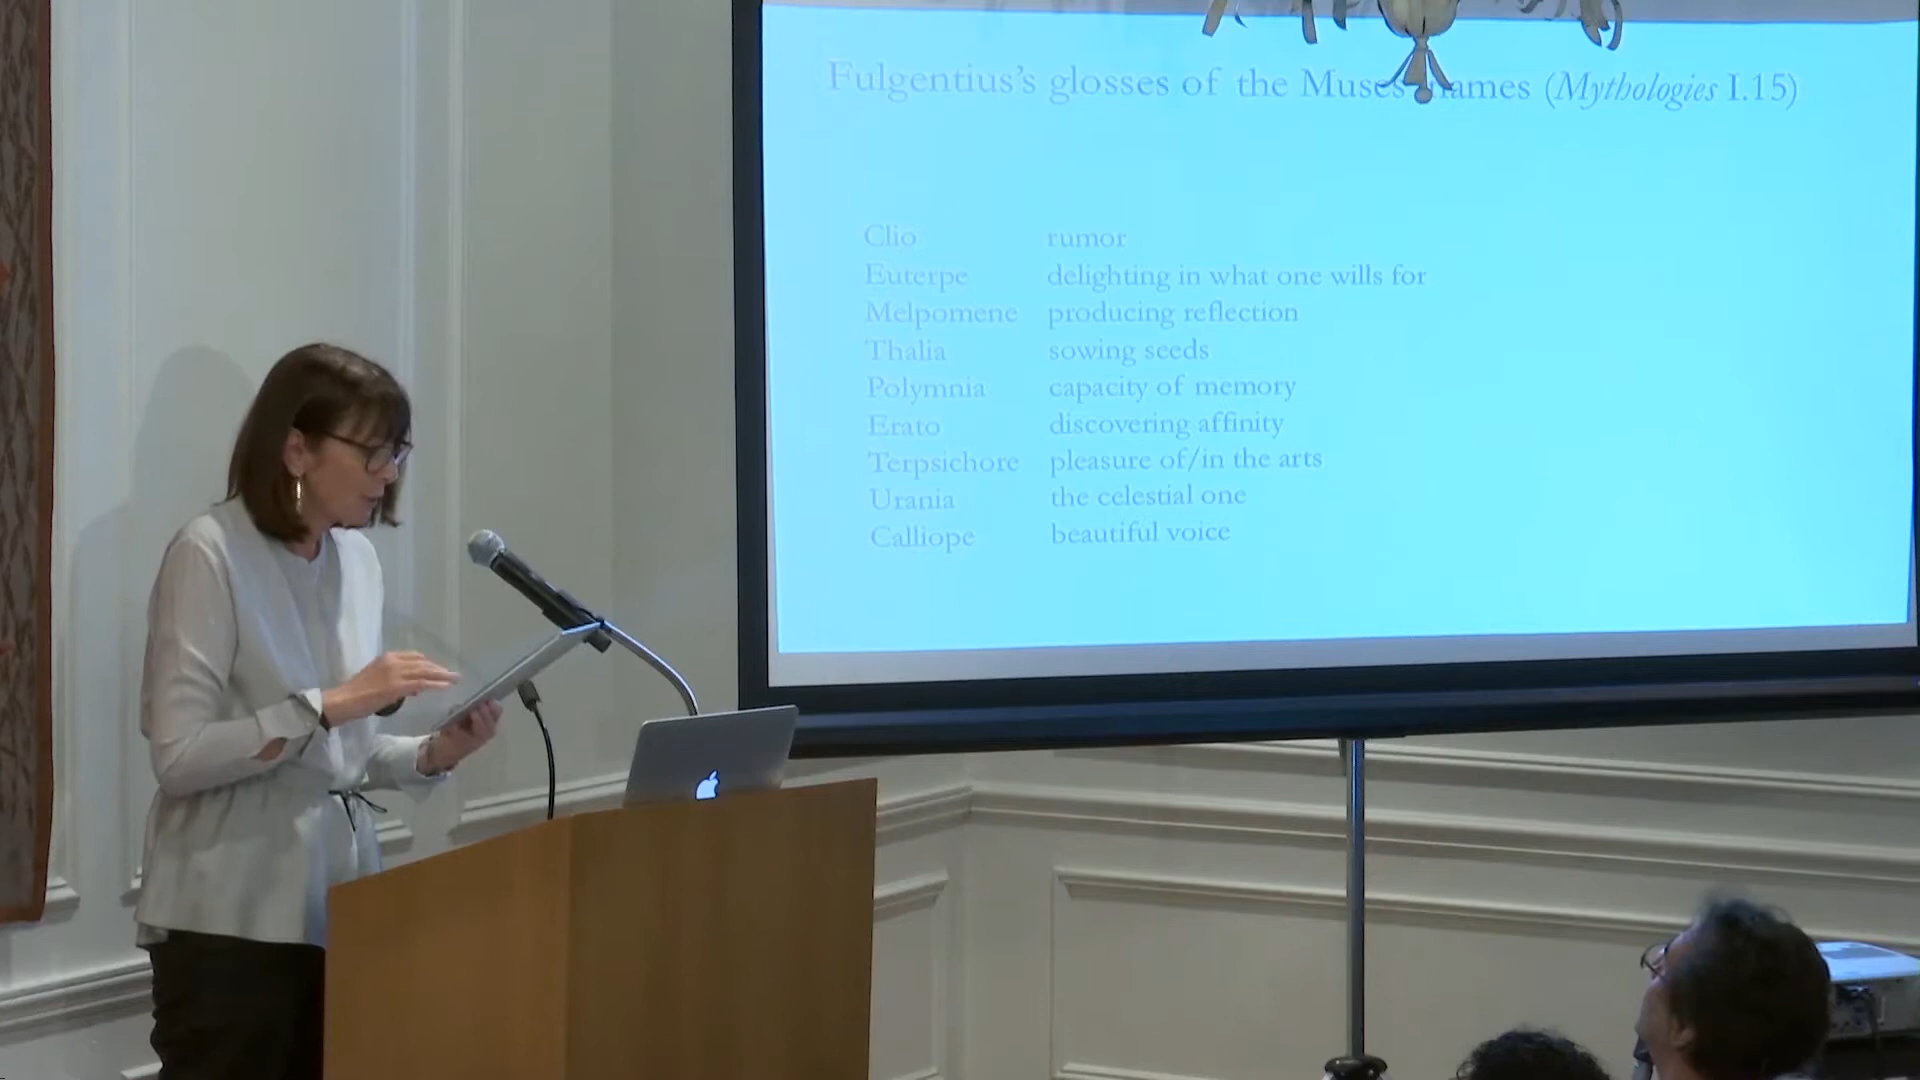 Fulgentius's glosses of the Muses' names (Mythologies I.15)
Clio rumor
Euterpe delighting in what one wills for
Melpomene producing reflection
Thalia sowing seeds
Polymnia capacity of memory
Erato discovering affinity
Terpsichore pleasure of/in the arts
Urania the celestial one
Calliope beautiful voice